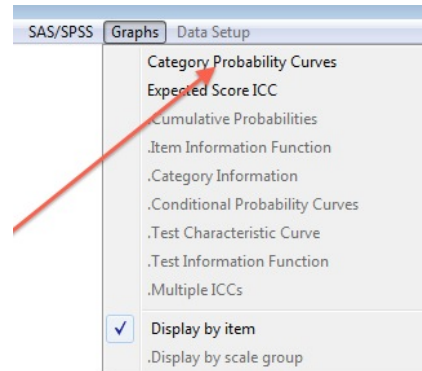 SAS/SPSS Graphs Data Setup
Category Probability Curves
Expected Score ICC
.Cumulative Probabilities
.Item Information Function
.Category Information
.Conditional Probability Curves
.Test Characteristic Curve
.Test Information Function
.Multiple ICCs
Display by item
.Display by scale group